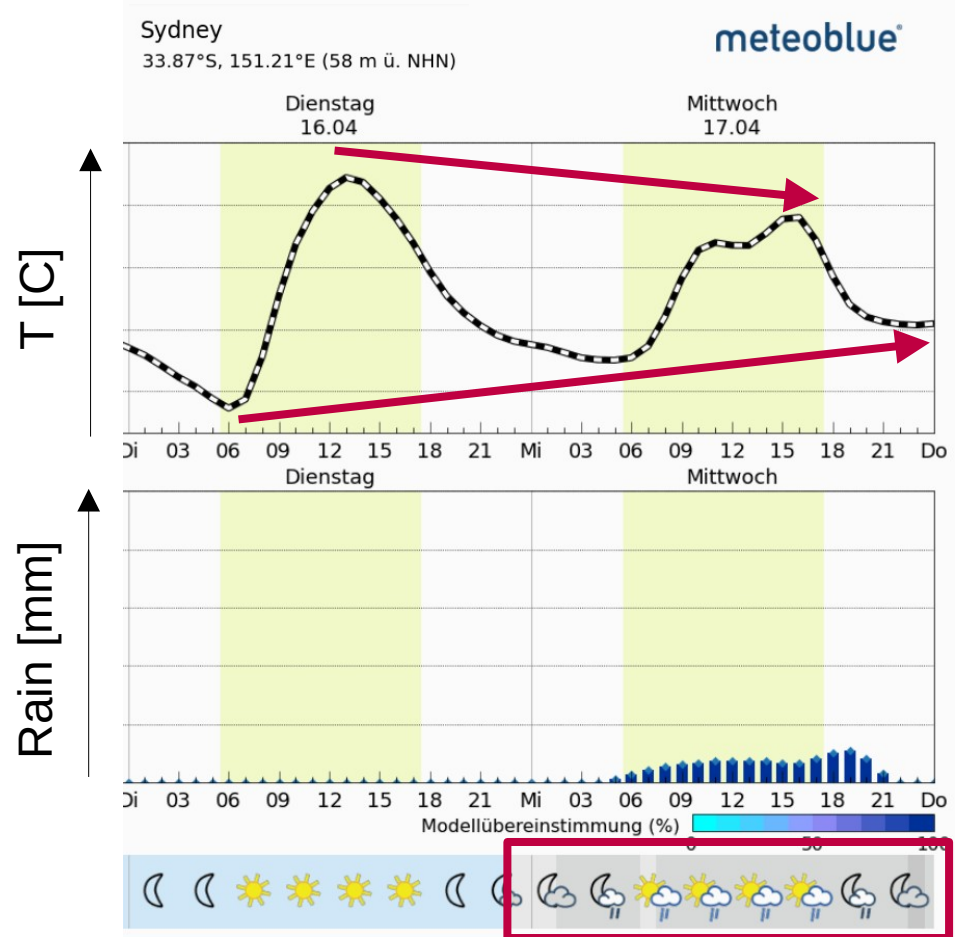 Sydney
33.87°S, 151.21°E (58 m ü. NHN)
meteoblue
Dienstag
16.04
Mittwoch
17.04
T [C]
Di 03 06 09 12 15 18 21 Mi 03 06 09 12 15 18 21 Do
Dienstag
Mittwoch
Rain [mm]
Di 03 06 09 12 15 18 21 Mi 03 06 09 12 15 18 21 Do
Modellübereinstimmung (%)
0 50 100